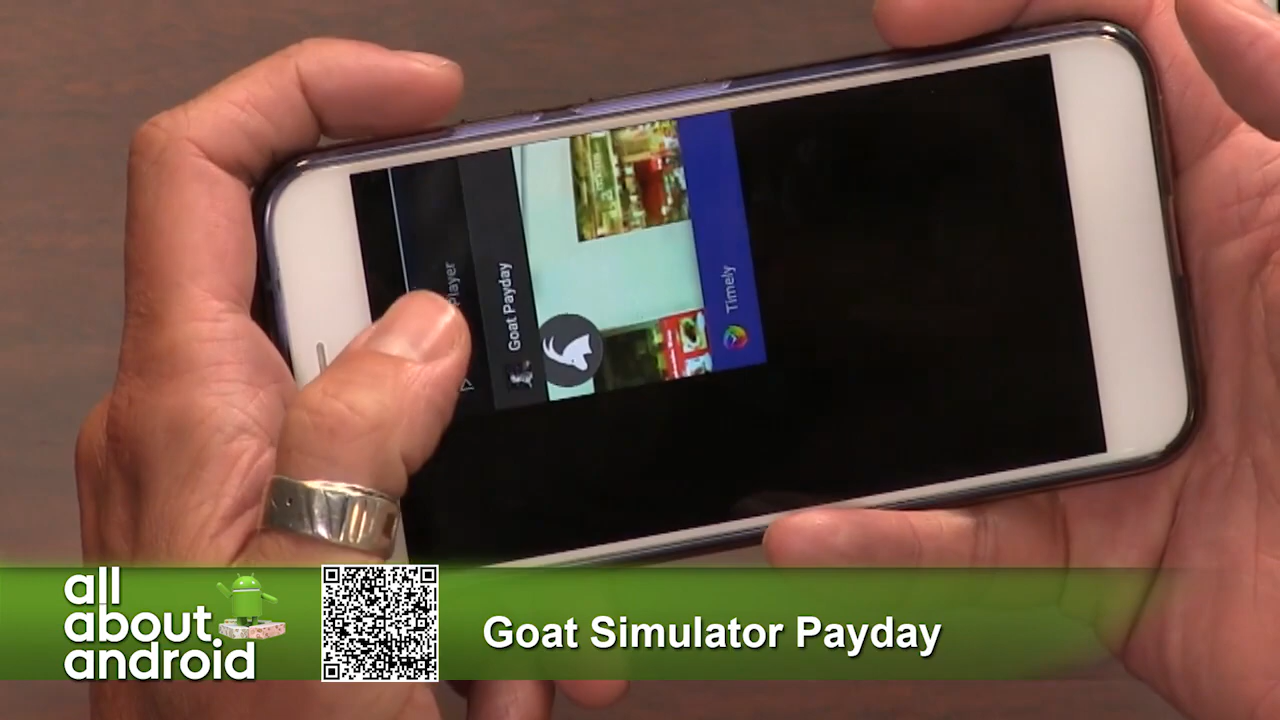 Player
Goat Payday
Timely
all
about
android
Goat Simulator Payday